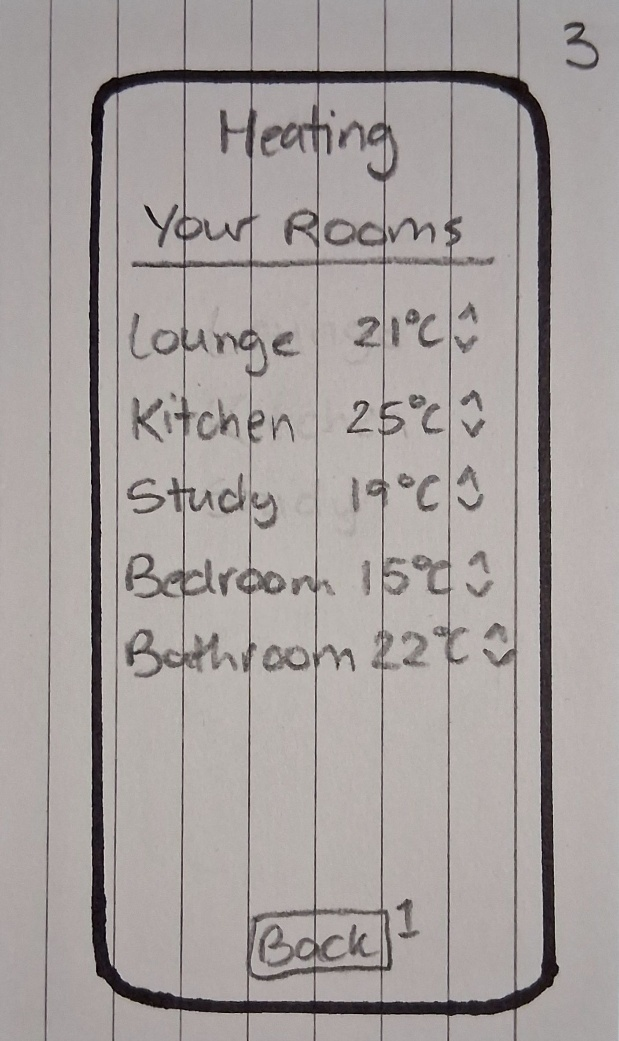 3
Heating
Your Rooms
Lounge 21°C
Kitchen 25°C
Study 19°C
Bedroom 15°C
Bathroom 22°C
Back 1